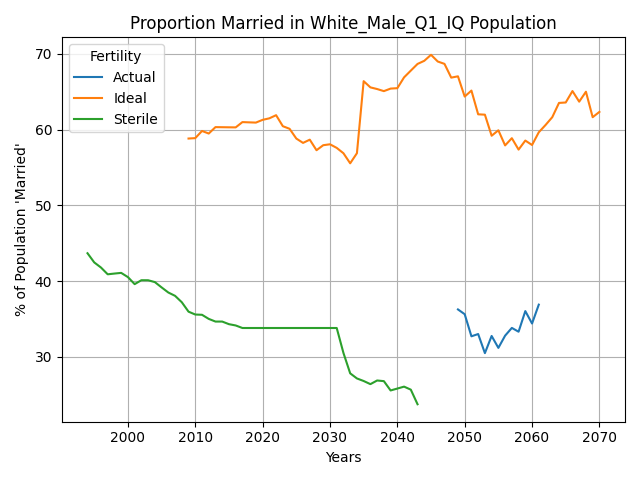 Proportion Married in White_Male_Q1_IQ Population
Fertility
Actual
Ideal
Sterile
% of Population 'Married'
70
60
50
40
30
2000
2010
2020
2030
2040
2050
2060
2070
Years